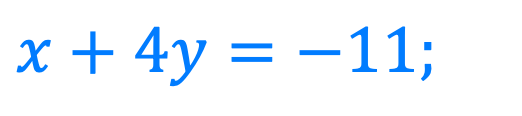 x + 4y = −11;